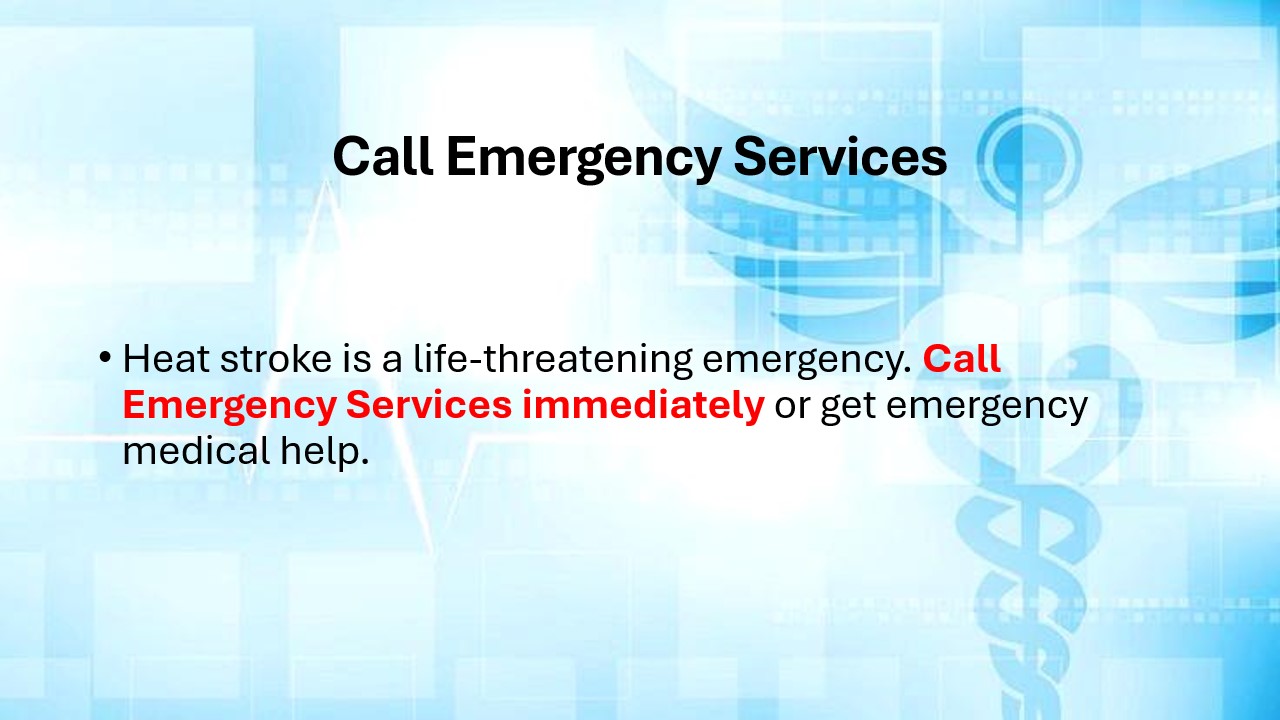 Call Emergency Services
• Heat stroke is a life-threatening emergency. Call
Emergency Services immediately or get emergency
medical help.